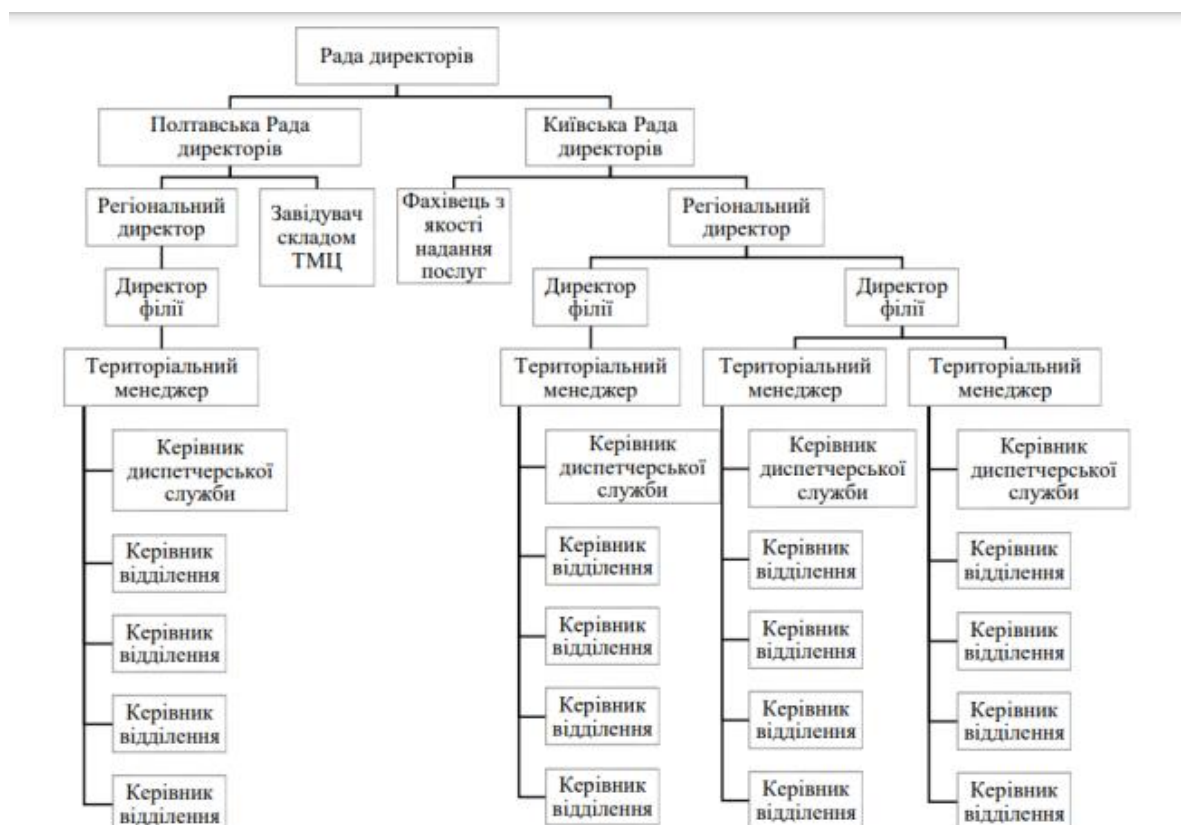 Рада директорів
Полтавська Рада
директорів
Київська Рада
директорів
Регіональний
директор
Завідувач
складом
ТМЦ
Фахівець з
якості
надання
послуг
Регіональний
директор
Директор
філії
Директор
філії
Директор
філії
Територіальний
менеджер
Територіальний
менеджер
Територіальний
менеджер
Територіальний
менеджер
Керівник
диспетчерської
служби
Керівник
диспетчерської
служби
Керівник
диспетчерської
служби
Керівник
диспетчерської
служби
Керівник
відділення
Керівник
відділення
Керівник
відділення
Керівник
відділення
Керівник
відділення
Керівник
відділення
Керівник
відділення
Керівник
відділення
Керівник
відділення
Керівник
відділення
Керівник
відділення
Керівник
відділення
Керівник
відділення
Керівник
відділення
Керівник
відділення
Керівник
відділення